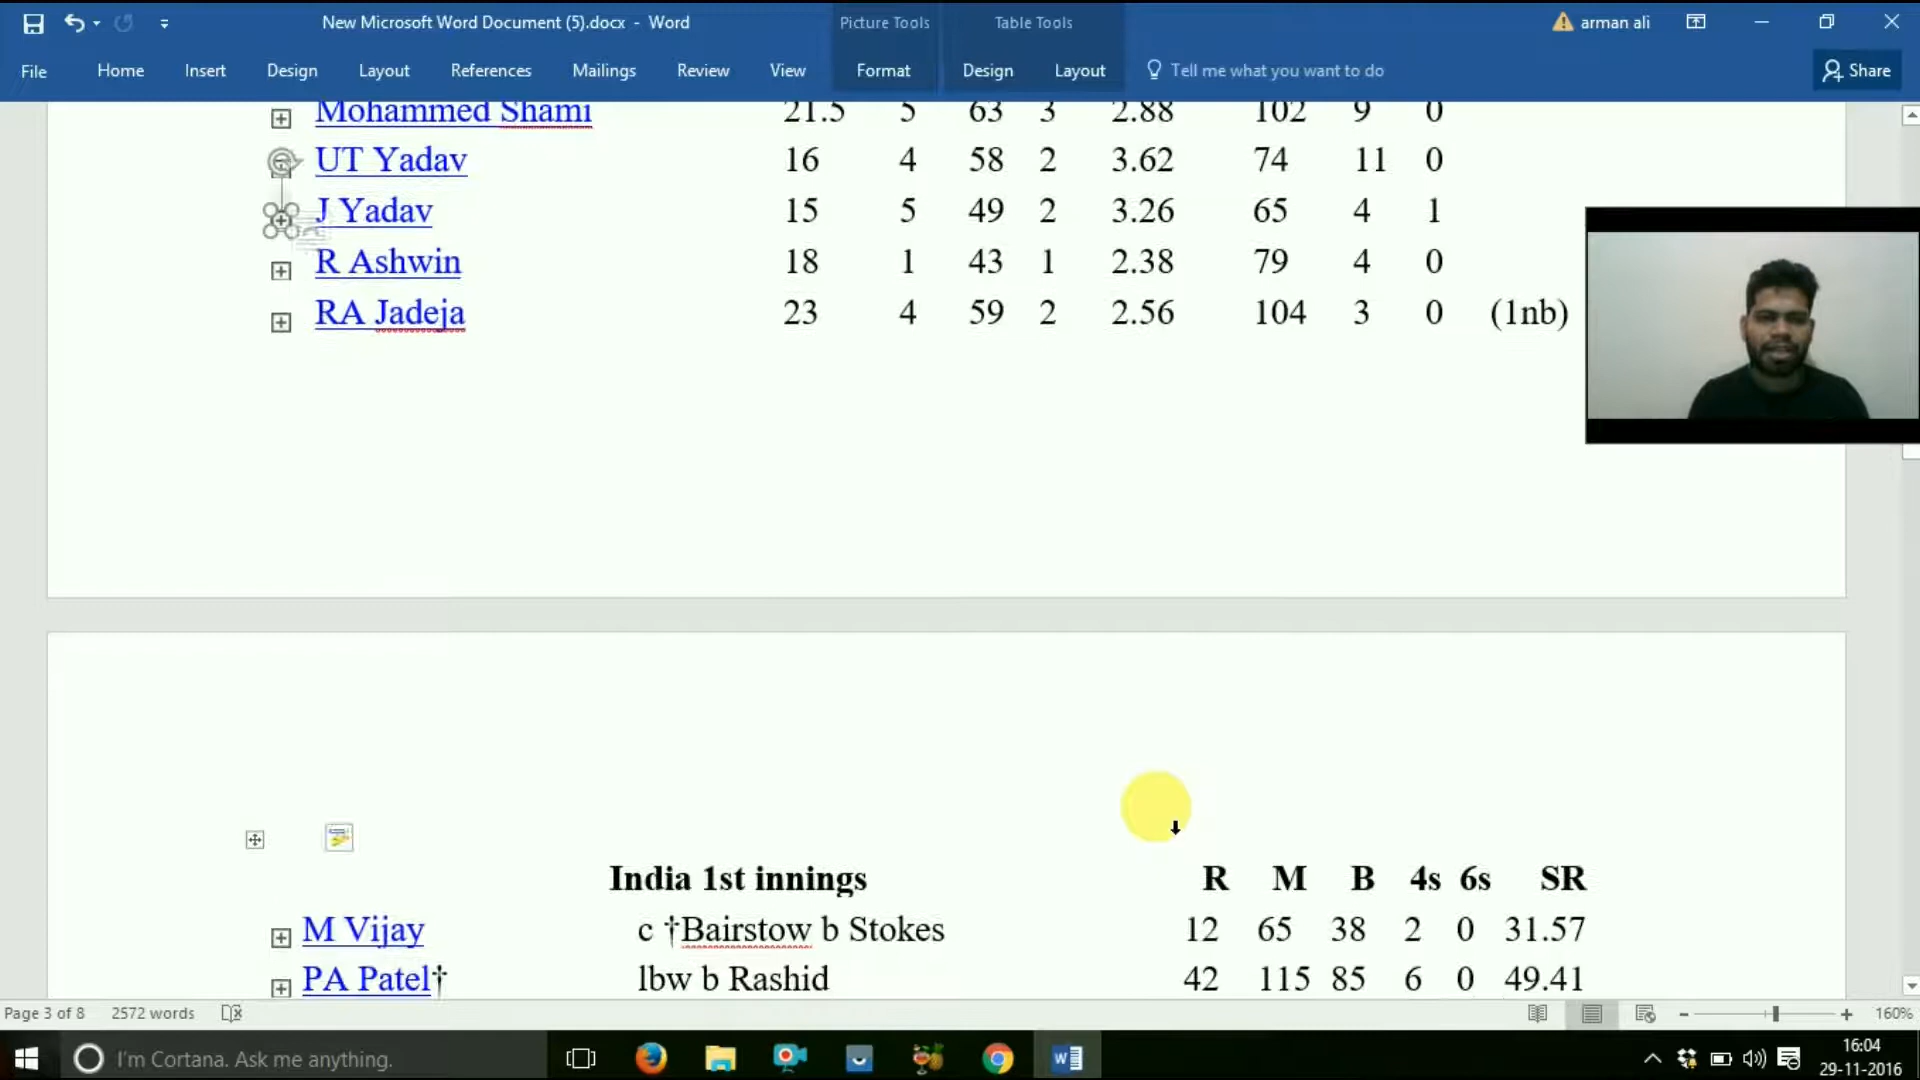 New Microsoft Word Document (5).docx - Word
Picture Tools
Table Tools
arman ali
File Home Insert Design Layout References Mailings Review View Format Design Layout Tell me what you want to do Share
Mohammed Shami 21.5 5 63 3 2.88 102 9 0
UT Yadav 16 4 58 2 3.62 74 11 0
J Yadav 15 5 49 2 3.26 65 4 1
R Ashwin 18 1 43 1 2.38 79 4 0
RA Jadeja 23 4 59 2 2.56 104 3 0 (1nb)
India 1st innings R M B 4s 6s SR
M Vijay c †Bairstow b Stokes 12 65 38 2 0 31.57
PA Patel† lbw b Rashid 42 115 85 6 0 49.41
Page 3 of 8 2572 words 160%
I'm Cortana. Ask me anything.
16:04
29-11-2016